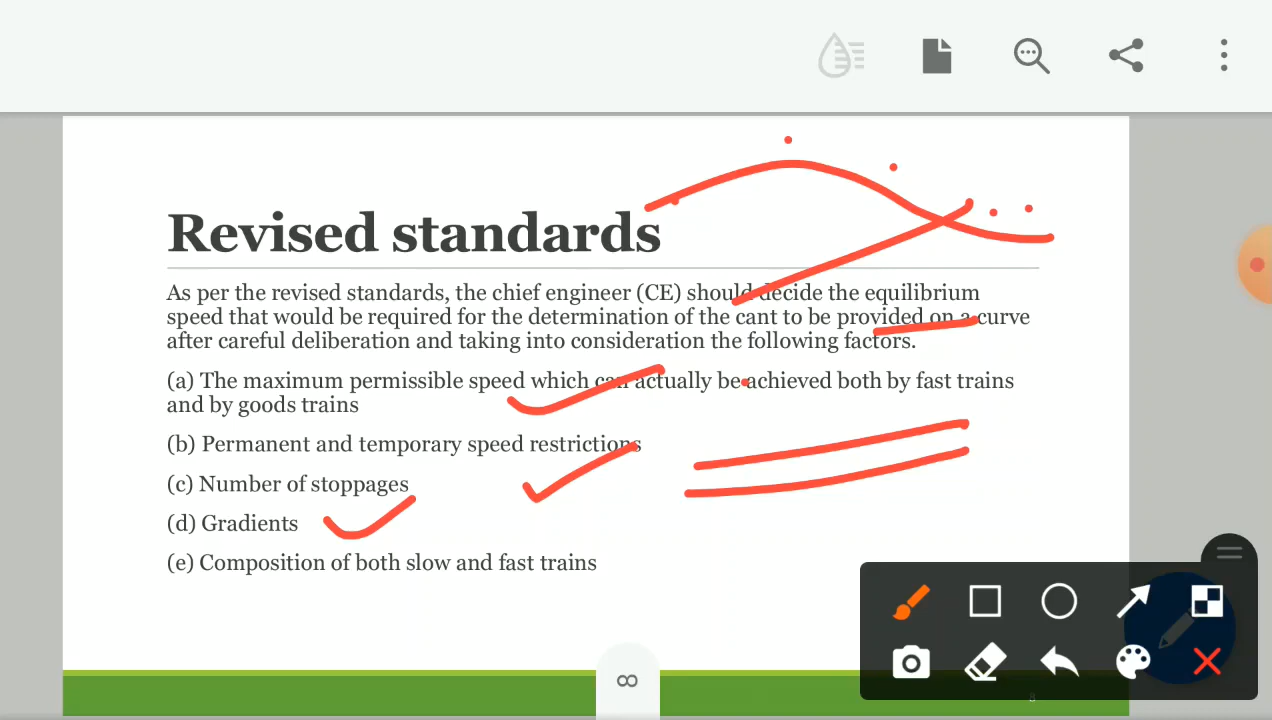 Revised standards
As per the revised standards, the chief engineer (CE) should decide the equilibrium
speed that would be required for the determination of the cant to be provided on a curve
after careful deliberation and taking into consideration the following factors.
(a) The maximum permissible speed which can actually be achieved both by fast trains
and by goods trains
(b) Permanent and temporary speed restrictions
(c) Number of stoppages
(d) Gradients
(e) Composition of both slow and fast trains
8